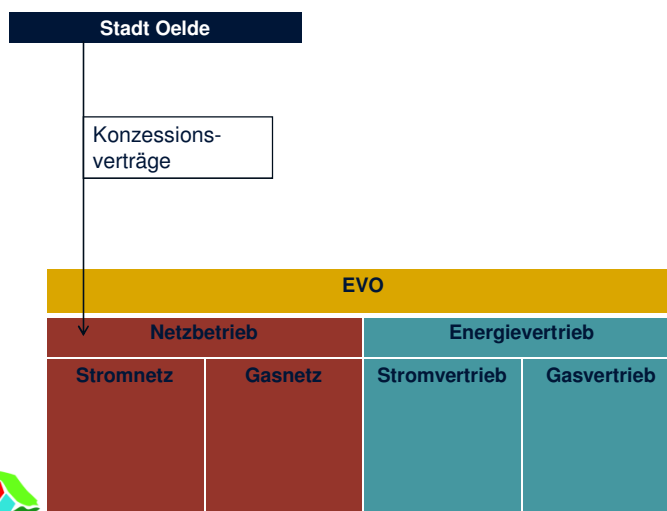 Stadt Oelde
Konzessions-
verträge
EVO
Netzbetrieb
Energievertrieb
Stromnetz
Gasnetz
Stromvertrieb
Gasvertrieb